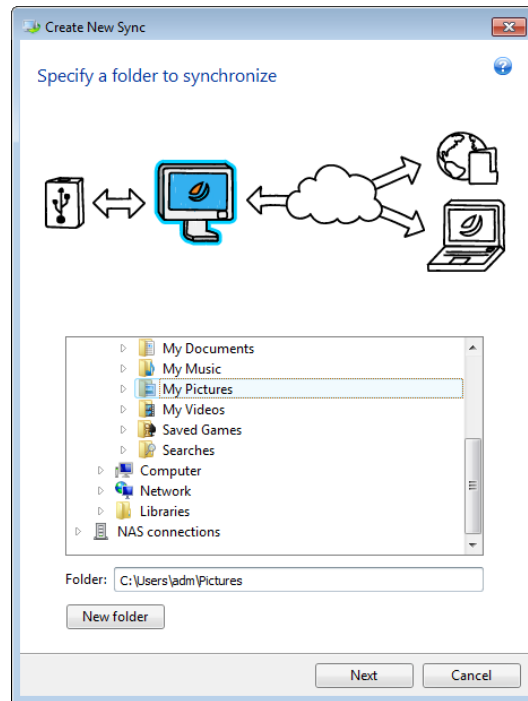 Create New Sync
Specify a folder to synchronize
My Documents
My Music
My Pictures
My Videos
Saved Games
Searches
Computer
Network
Libraries
NAS connections
Folder: C:\Users\adm\Pictures
New folder
Next Cancel